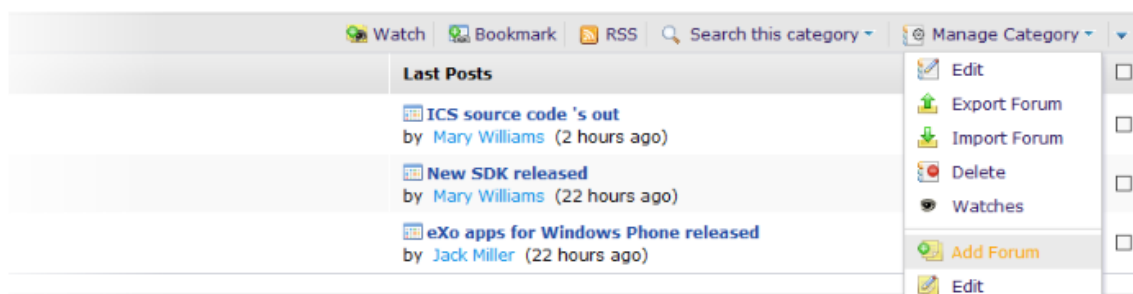 Watch Bookmark RSS Search this category Manage Category
Last Posts
Edit
ICS source code 's out
Export Forum
by Mary Williams (2 hours ago)
Import Forum
New SDK released
Delete
by Mary Williams (22 hours ago)
Watches
eXo apps for Windows Phone released
Add Forum
by Jack Miller (22 hours ago)
Edit